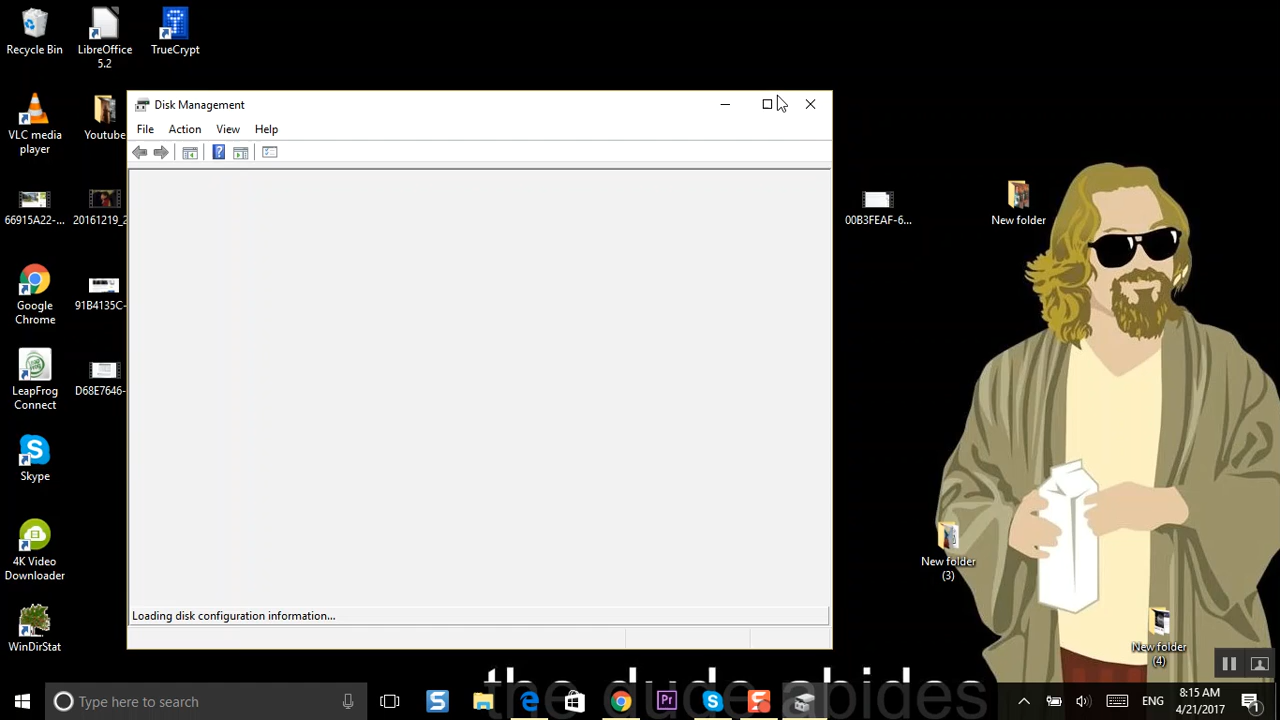 Recycle Bin
LibreOffice
5.2
TrueCrypt
VLC media
player
Youtube
66915A22-...
20161219_2
Google
Chrome
91B4135C-
LeapFrog
Connect
D68E7646-
Skype
4K Video
Downloader
WinDirStat
Disk Management
File Action View Help
Loading disk configuration information...
00B3FEAF-6...
New folder
New folder
(3)
New folder
(4)
the dude abides
Type here to search
Pr
ENG
8:15 AM
4/21/2017
1